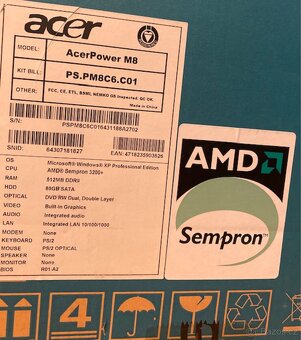 acer
MODEL: AcerPower M8
KIT BILL: PS.PM8C6.C01
OTHER: FCC, CE, ETL, BSMI, NEMKO GS Inspected, QC OK.
Made in China
S/N:
PSPM8C6C016431188A2702
SNID: 64307181827
EAN: 4718235903526
OS Microsoft® Windows® XP Professional Edition
CPU AMD® Sempron 3200+
RAM 512MB DDRII
HDD 80GB SATA
OPTICAL DVD RW Dual, Double Layer
VIDEO Built-in Graphics
AUDIO Integrated audio
LAN Integrated LAN 10/100/1000
MODEM None
KEYBOARD PS/2
MOUSE PS/2 OPTICAL
SPEAKER None
MONITOR None
BIOS R01-A2
AMD
Sempron™
4